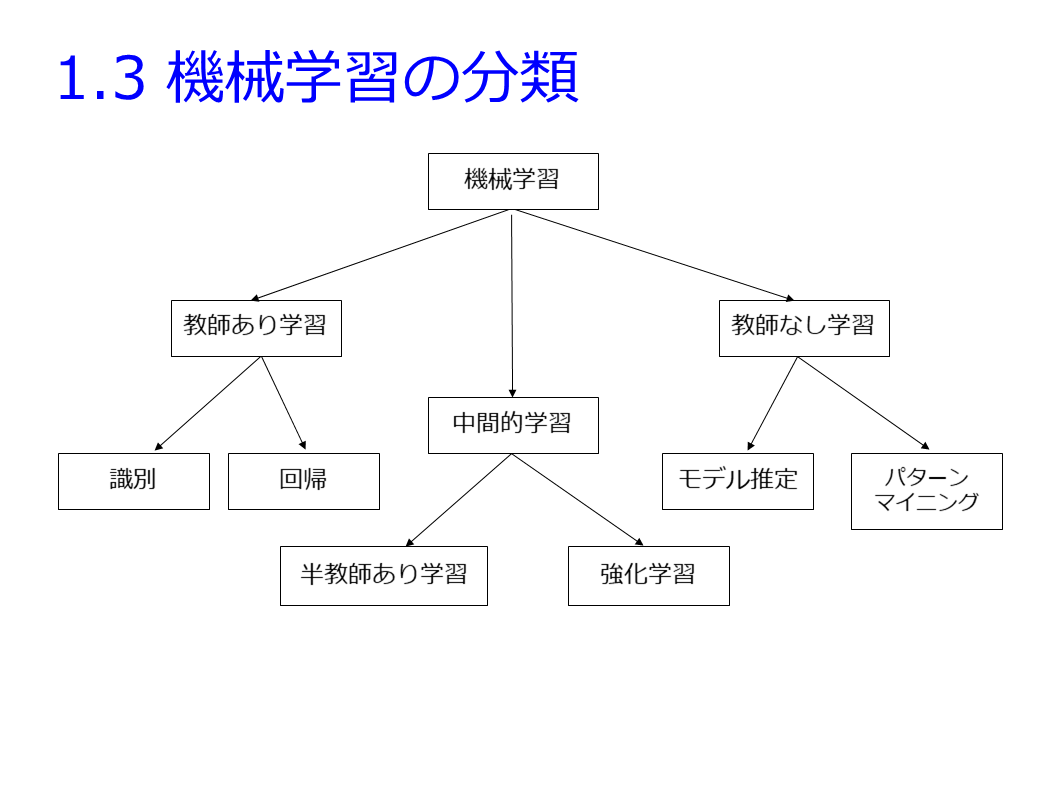 1.3 機械学習の分類
機械学習
教師あり学習
教師なし学習
中間的学習
識別
回帰
モデル推定
パターン
マイニング
半教師あり学習
強化学習